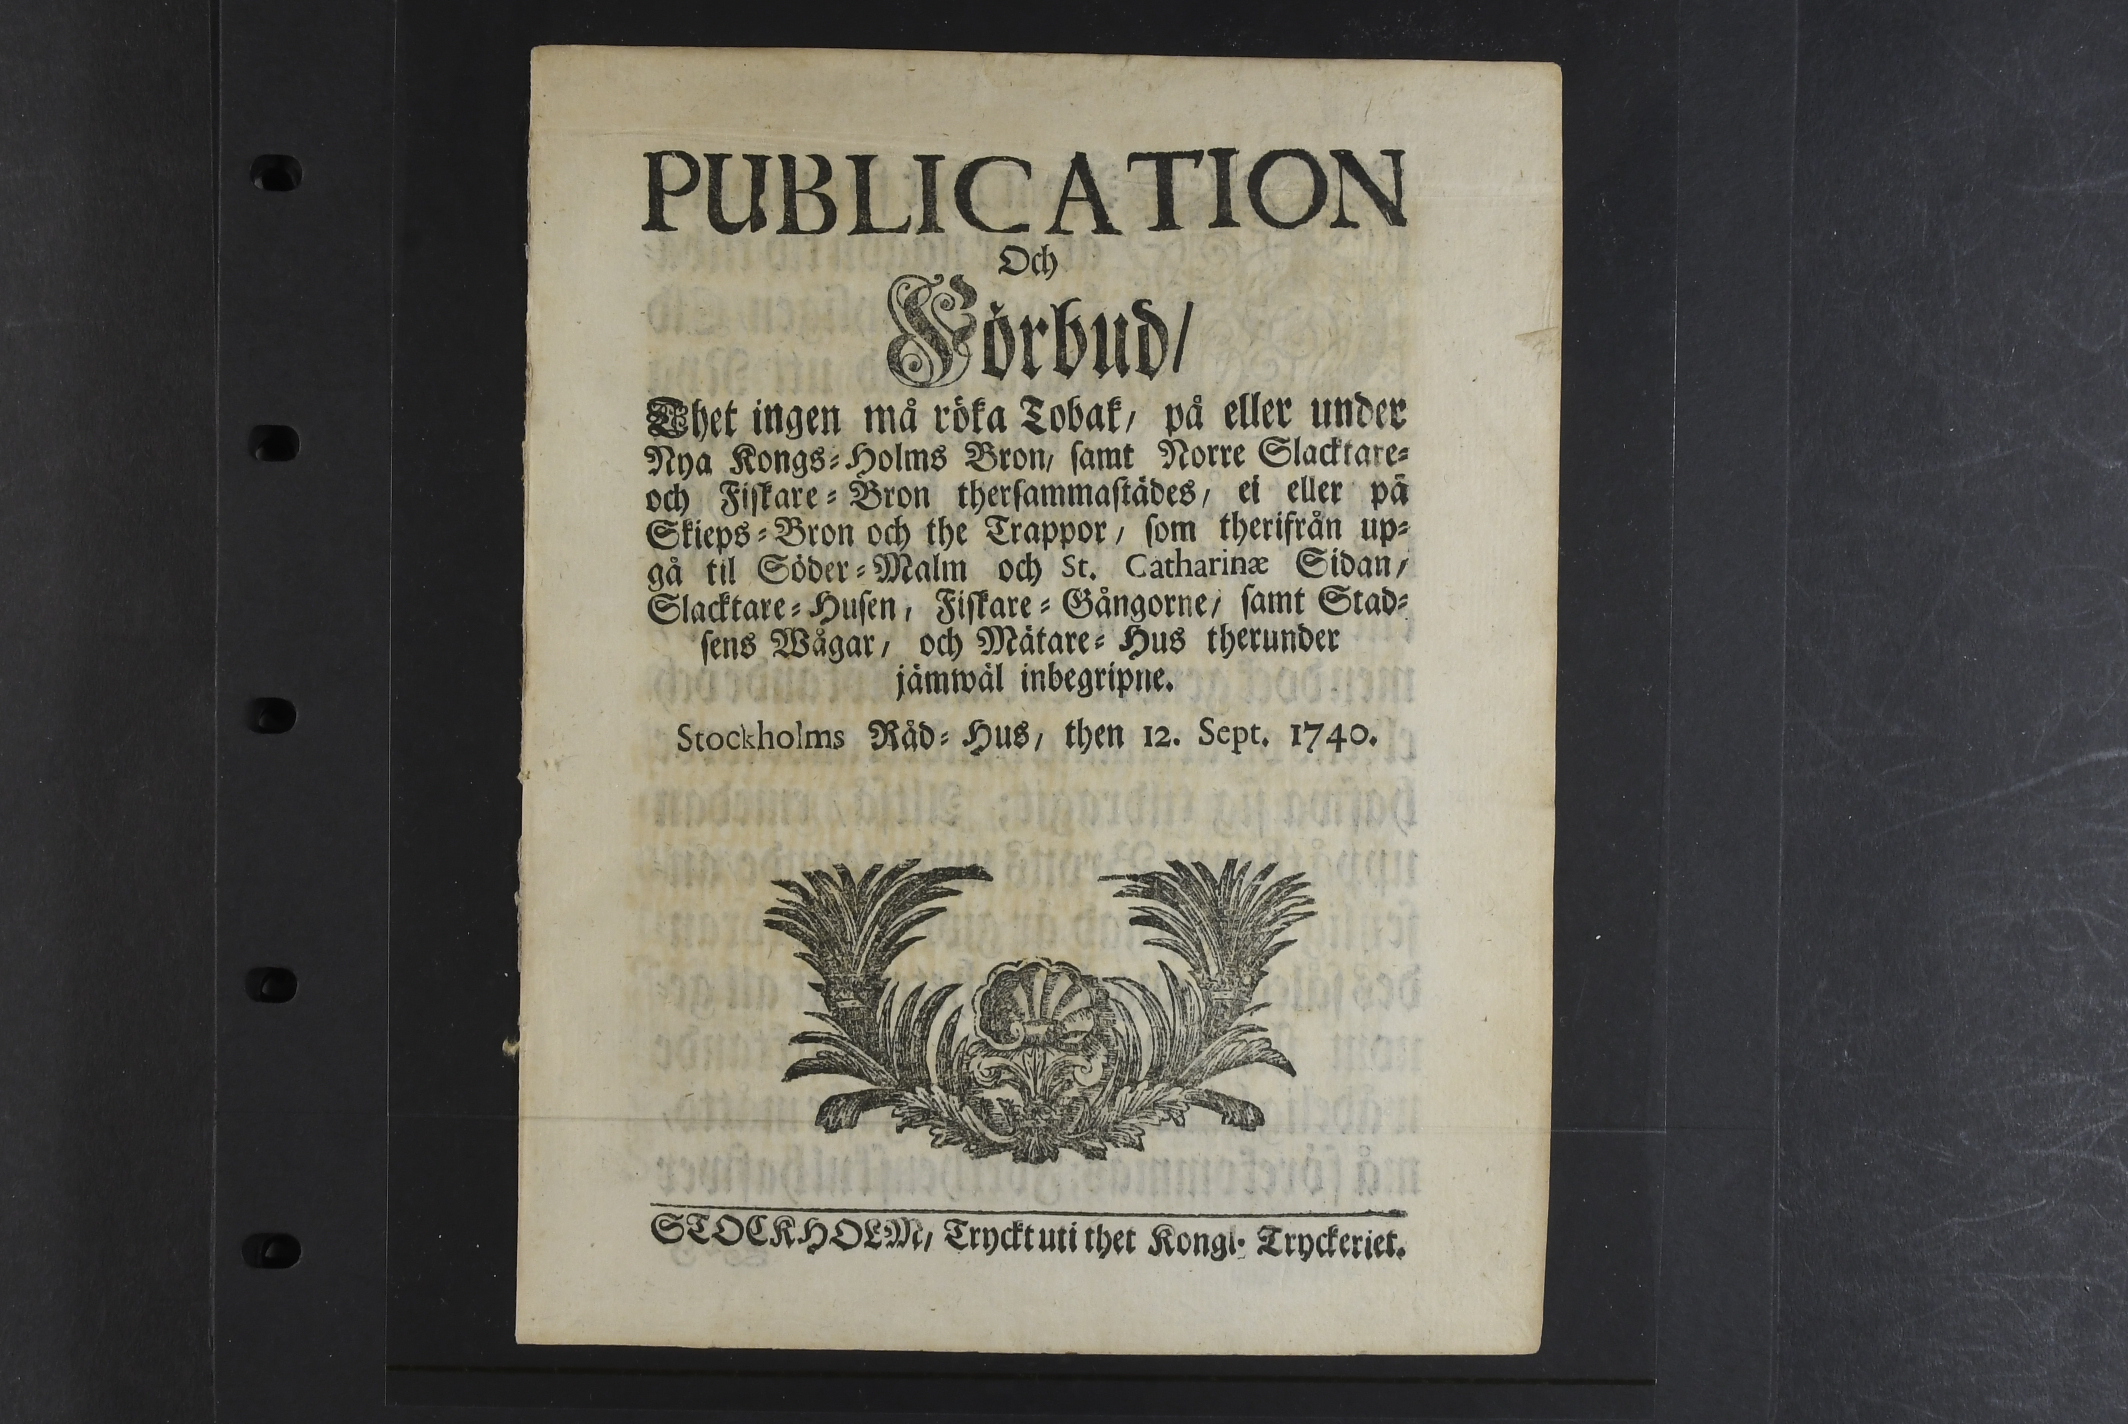 PUBLICATION
Och
Förbud/
Thet ingen må röka Tobak/ på eller under
Nya Kongs=Holms Bron/ samt Norre Slacktare=
och Fiskare=Bron thersammastädes/ ei eller på
Skieps=Bron och the Trappor/ som therifrån up=
gå til Söder=Malm och St. Catharinæ Sidan/
Slacktare=Husen/ Fiskare=Gångorne/ samt Stad=
sens Wågar/ och Mätare=Hus therunder
jämwäl inbegripne.
Stockholms Råd=Hus/ then 12. Sept. 1740.
STOCKHOLM/ Tryckt uti thet Kongl. Tryckeriet.